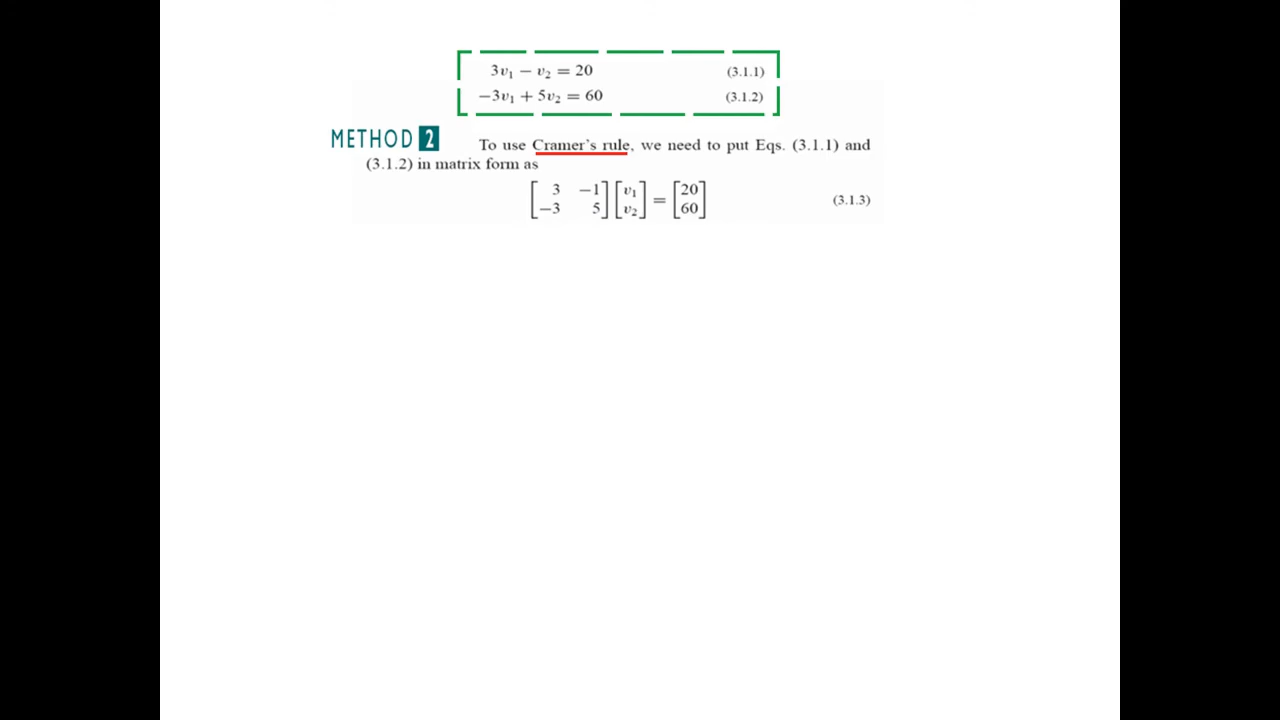 3v₁ − v₂ = 20 (3.1.1)
−3v₁ + 5v₂ = 60 (3.1.2)
METHOD 2 To use Cramer's rule, we need to put Eqs. (3.1.1) and
(3.1.2) in matrix form as
[3 −1] [v₁] = [20] (3.1.3)
[−3 5] [v₂] [60]